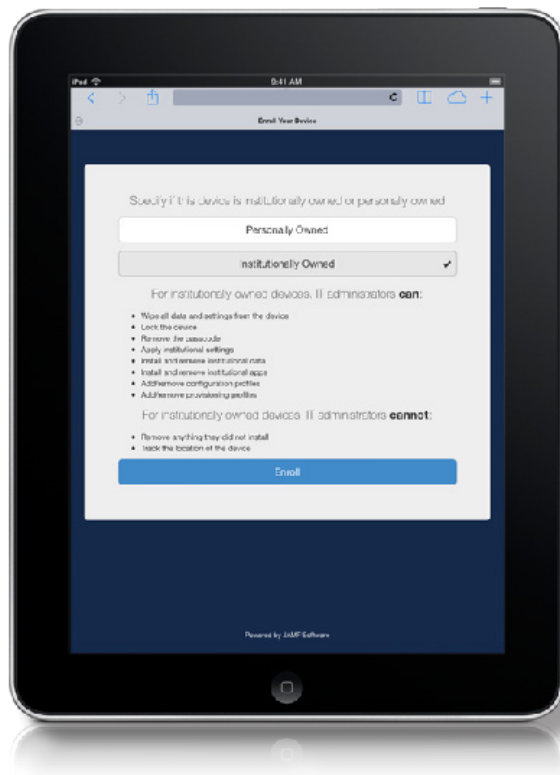 iPad
9:41 AM
Enroll Your Device
Specify if this device is institutionally owned or personally owned
Personally Owned
Institutionally Owned
For institutionally owned devices, IT administrators can:
Wipe all data and settings from the device
Lock the device
Remove the passcode
Apply institutional settings
Install and remove institutional data
Install and remove institutional apps
Add/remove configuration profiles
Add/remove provisioning profiles
For institutionally owned devices, IT administrators cannot:
Remove anything they did not install
Track the location of the device
Enroll
Powered by JAMF Software